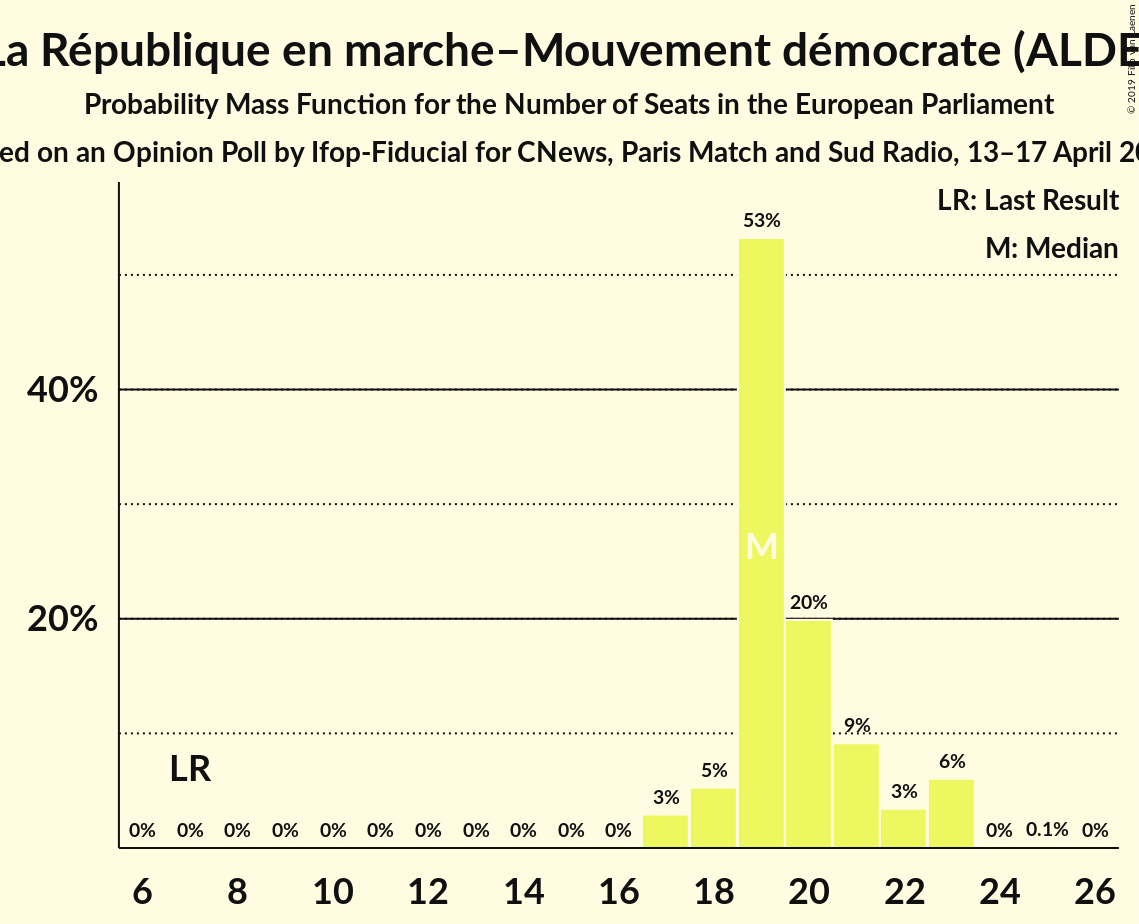 La République en marche–Mouvement démocrate (ALDE
Probability Mass Function for the Number of Seats in the European Parliament
ed on an Opinion Poll by Ifop-Fiducial for CNews, Paris Match and Sud Radio, 13–17 April 20
© 2019
LR: Last Result
M: Median
53%
40%
M
20%
20%
9%
LR
5%
6%
3%
3%
0% 0% 0% 0% 0% 0% 0% 0% 0% 0% 0% 0% 0.1% 0%
6 8 10 12 14 16 18 20 22 24 26